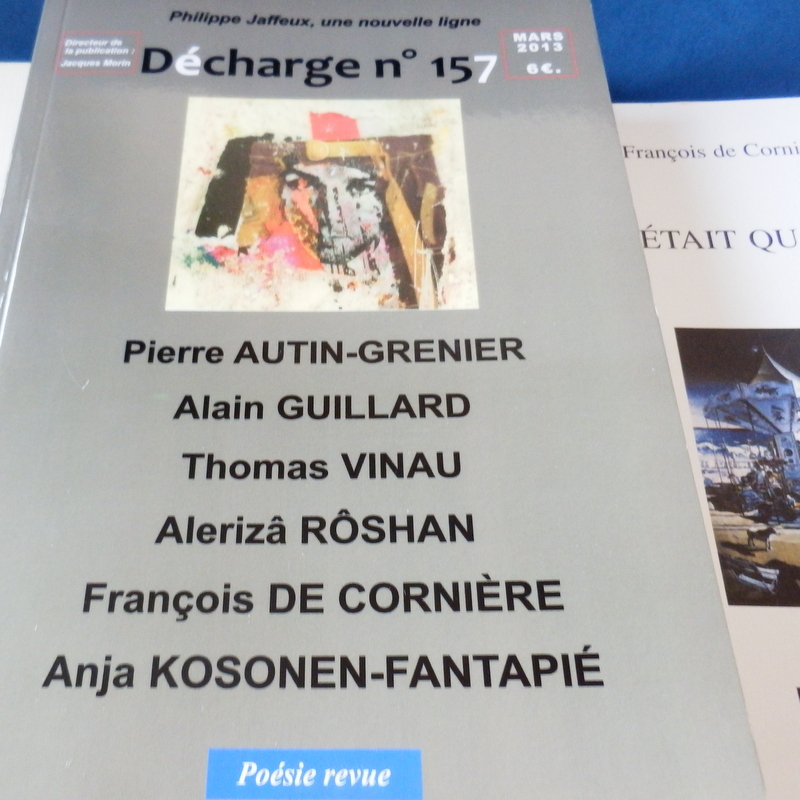 Philippe Jaffeux, une nouvelle ligne
Directeur de
la publication :
Jacques Morin
Décharge n° 157
MARS
2013
6€.
Pierre AUTIN-GRENIER
Alain GUILLARD
Thomas VINAU
Alerizâ RÔSHAN
François DE CORNIÈRE
Anja KOSONEN-FANTAPIÉ
Poésie revue
François de Corni
ÉTAIT QU